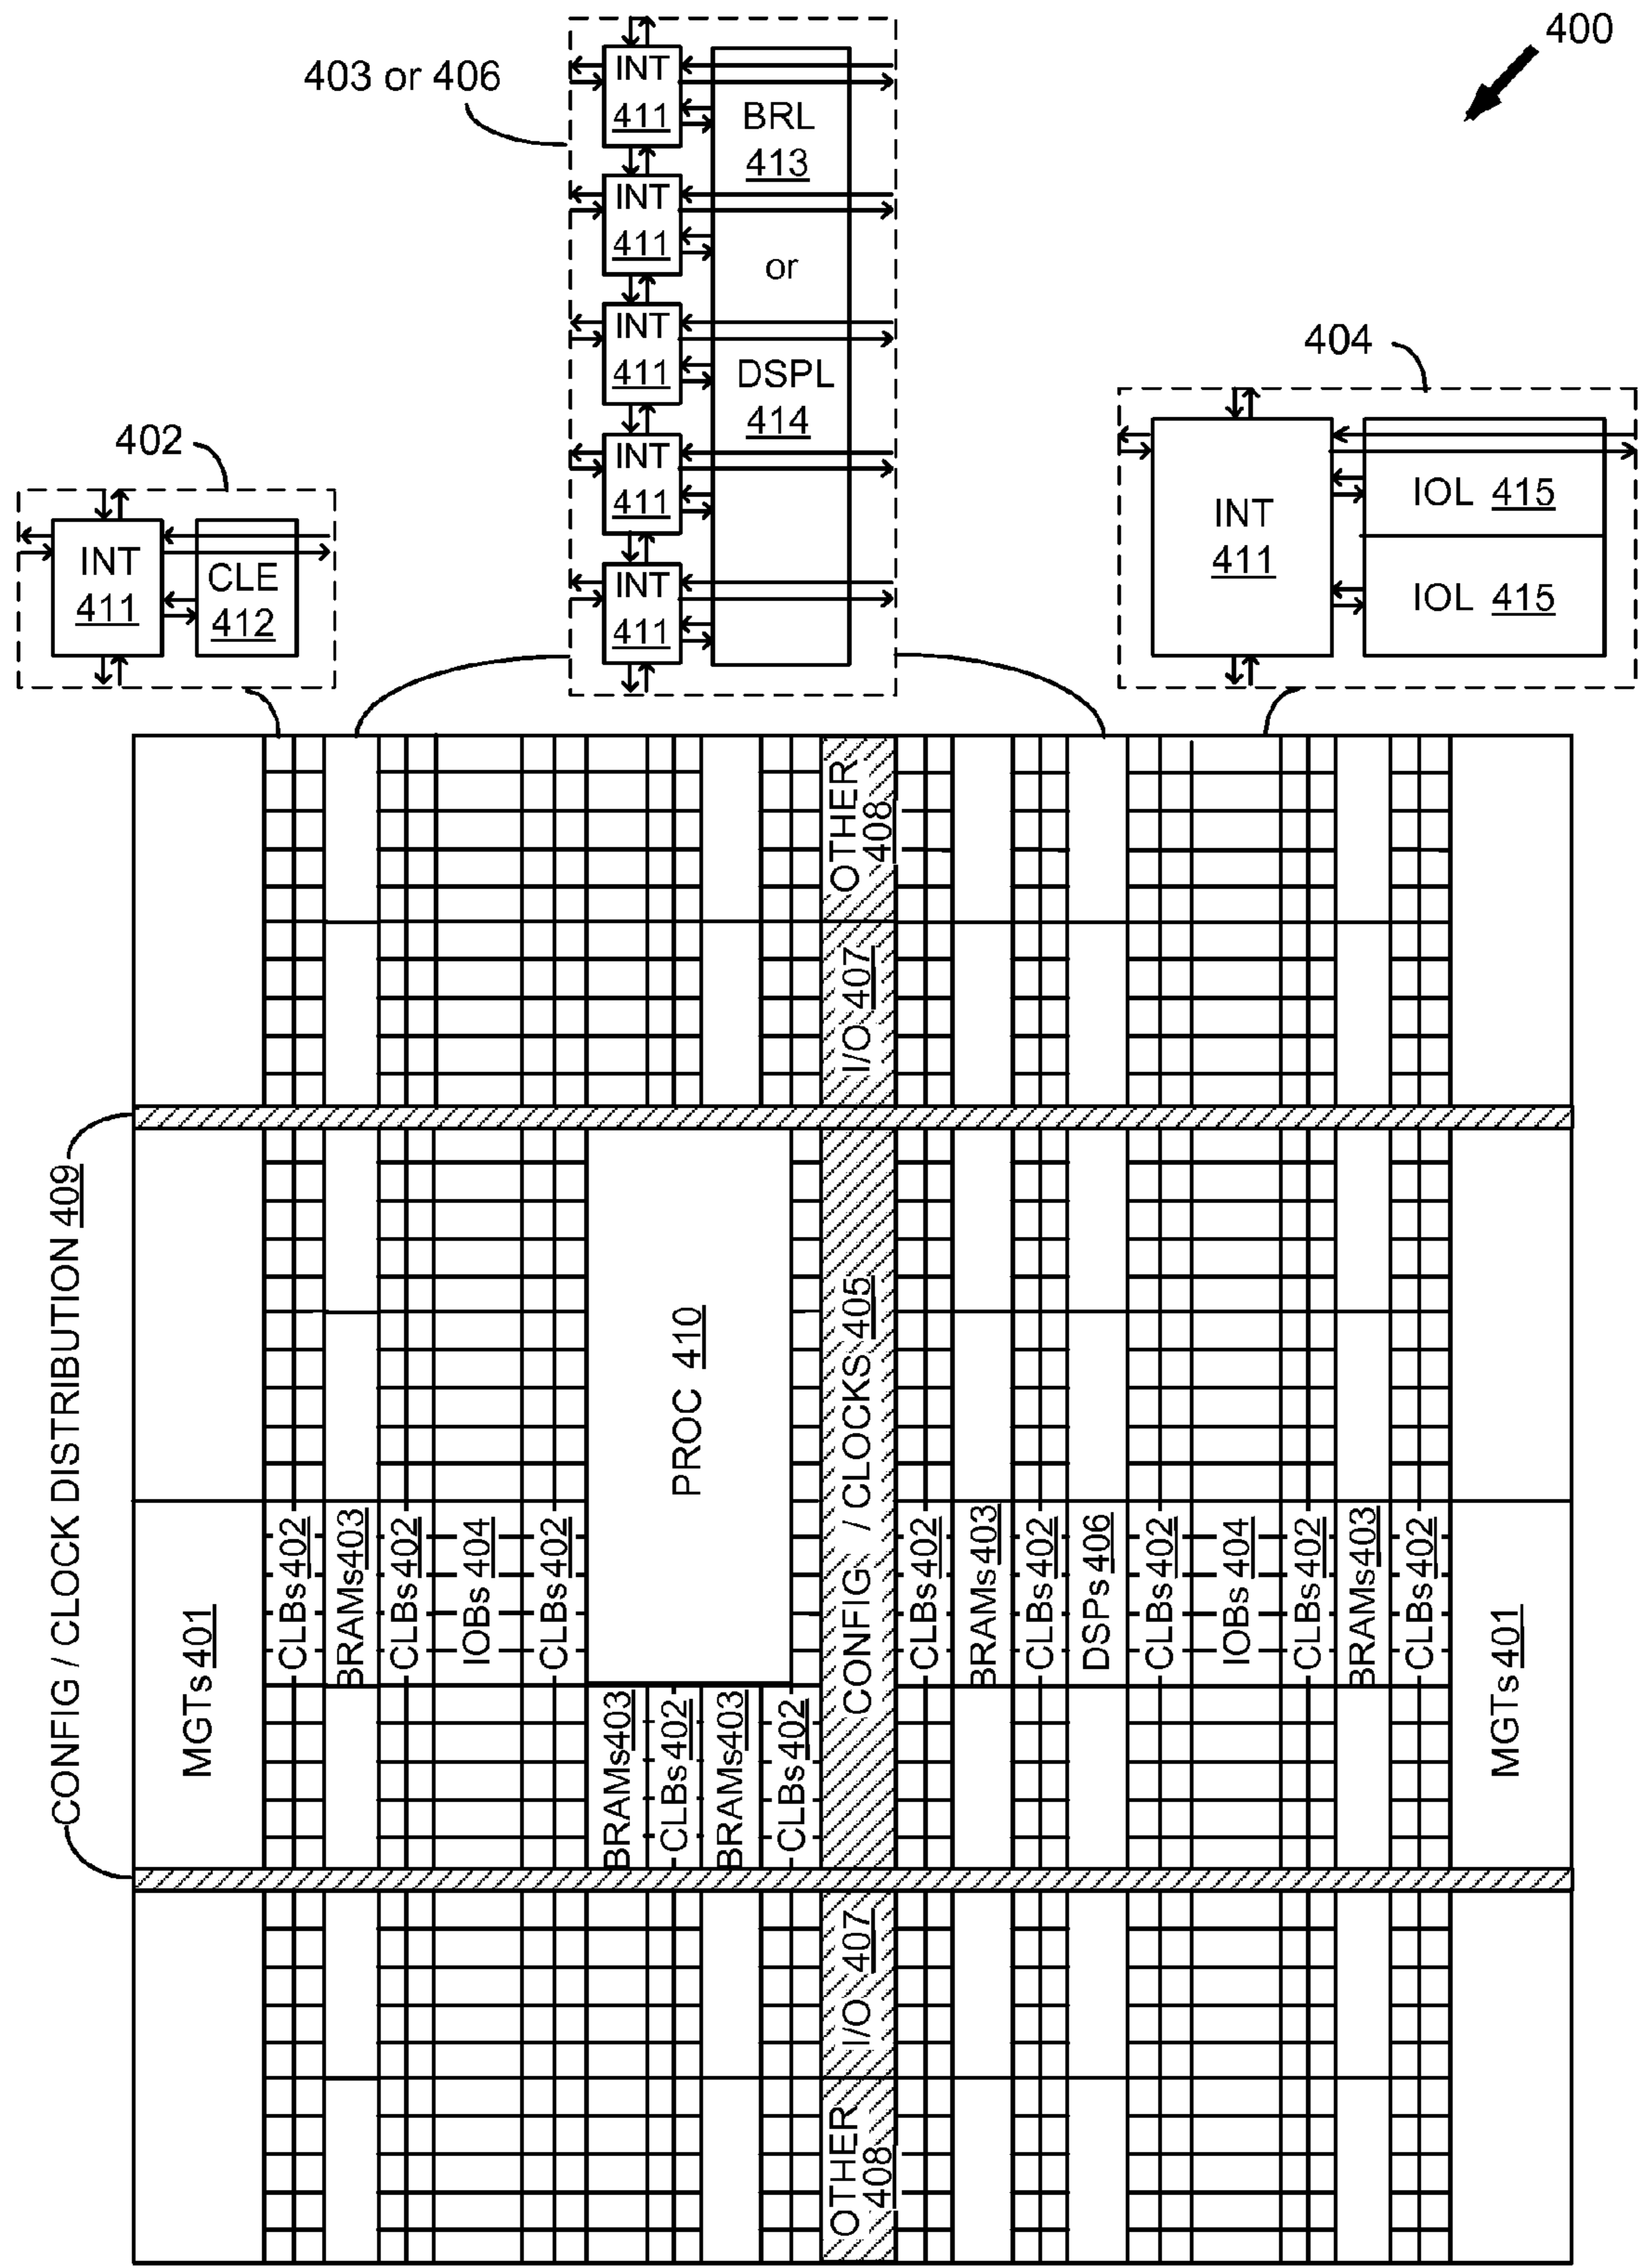 400
403 or 406
INT
411
INT
411
INT
411
INT
411
INT
411
BRL
413
or
DSPL
414
404
INT
411
IOL 415
IOL 415
402
INT
411
CLE
412
OTHER
408
I/O 407
CONFIG / CLOCK DISTRIBUTION 409
PROC 410
CONFIG / CLOCKS 405
MGTs 401
CLBs 402
BRAMs 403
CLBs 402
IOBs 404
CLBs 402
BRAMs 403
CLBs 402
BRAMs 403
CLBs 402
CLBs 402
BRAMs 403
CLBs 402
DSPs 406
CLBs 402
IOBs 404
CLBs 402
BRAMs 403
CLBs 402
MGTs 401
I/O 407
OTHER
408